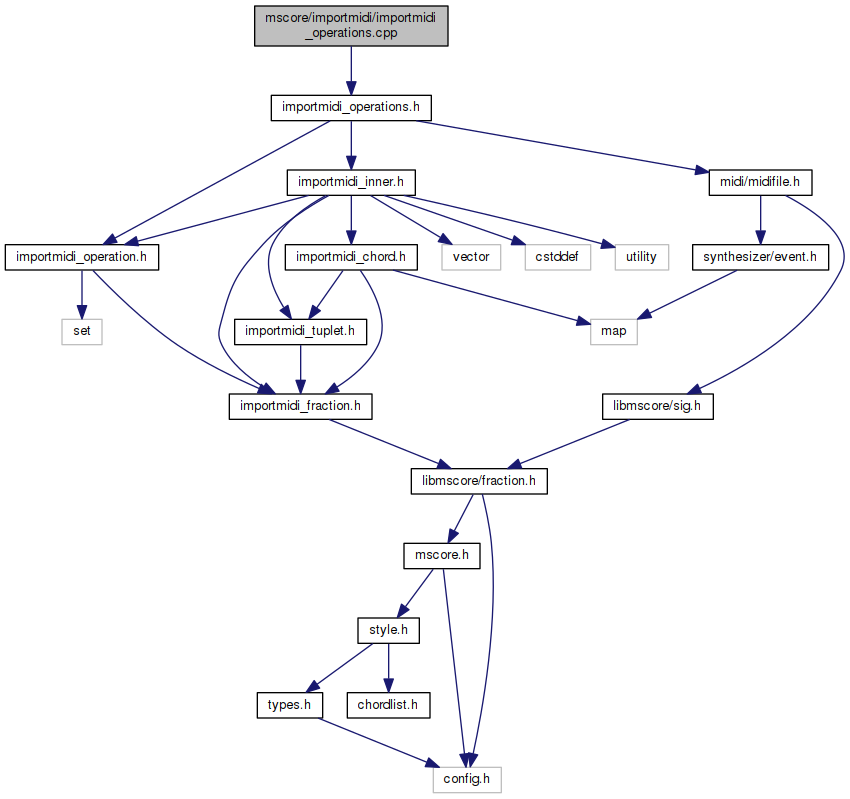 mscore/importmidi/importmidi
_operations.cpp
importmidi_operations.h
importmidi_inner.h
midi/midifile.h
importmidi_operation.h
importmidi_chord.h
vector
cstddef
utility
synthesizer/event.h
set
importmidi_tuplet.h
map
importmidi_fraction.h
libmscore/sig.h
libmscore/fraction.h
mscore.h
style.h
types.h
chordlist.h
config.h